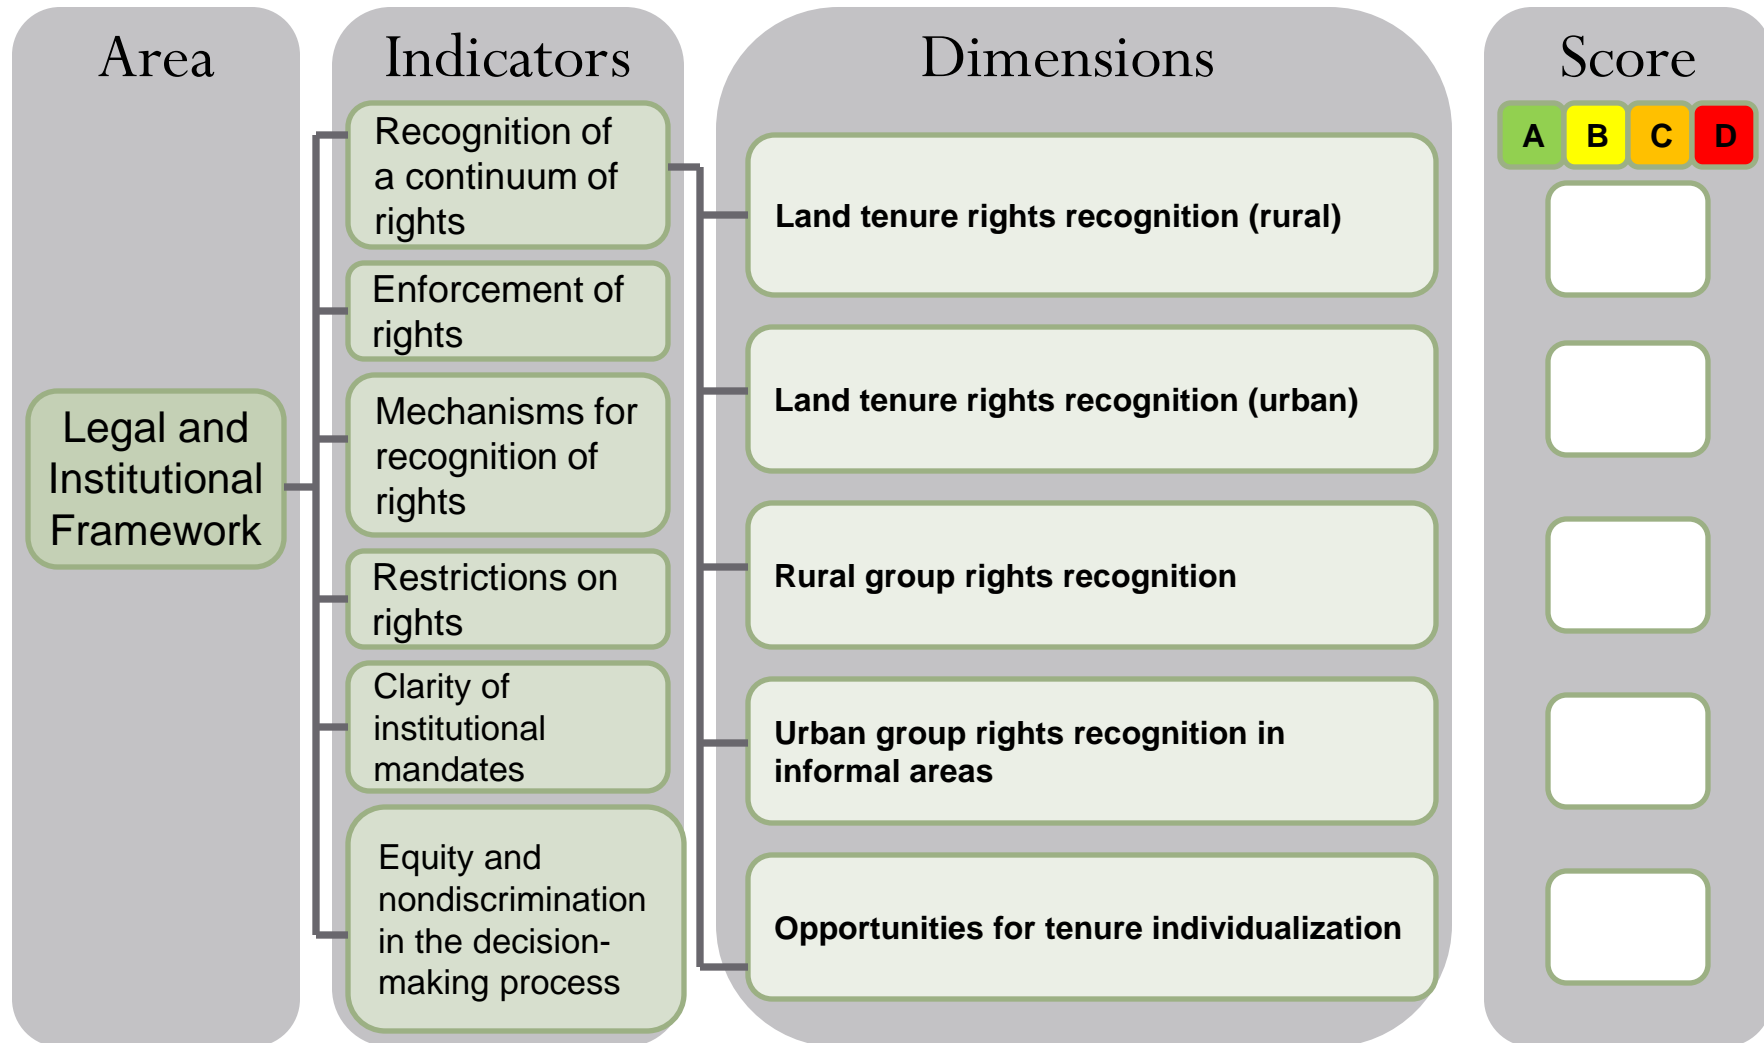 Area
Indicators
Dimensions
Score
A B C D
Legal and
Institutional
Framework
Recognition of
a continuum of
rights
Enforcement of
rights
Mechanisms for
recognition of
rights
Restrictions on
rights
Clarity of
institutional
mandates
Equity and
nondiscrimination
in the decision-
making process
Land tenure rights recognition (rural)
Land tenure rights recognition (urban)
Rural group rights recognition
Urban group rights recognition in
informal areas
Opportunities for tenure individualization